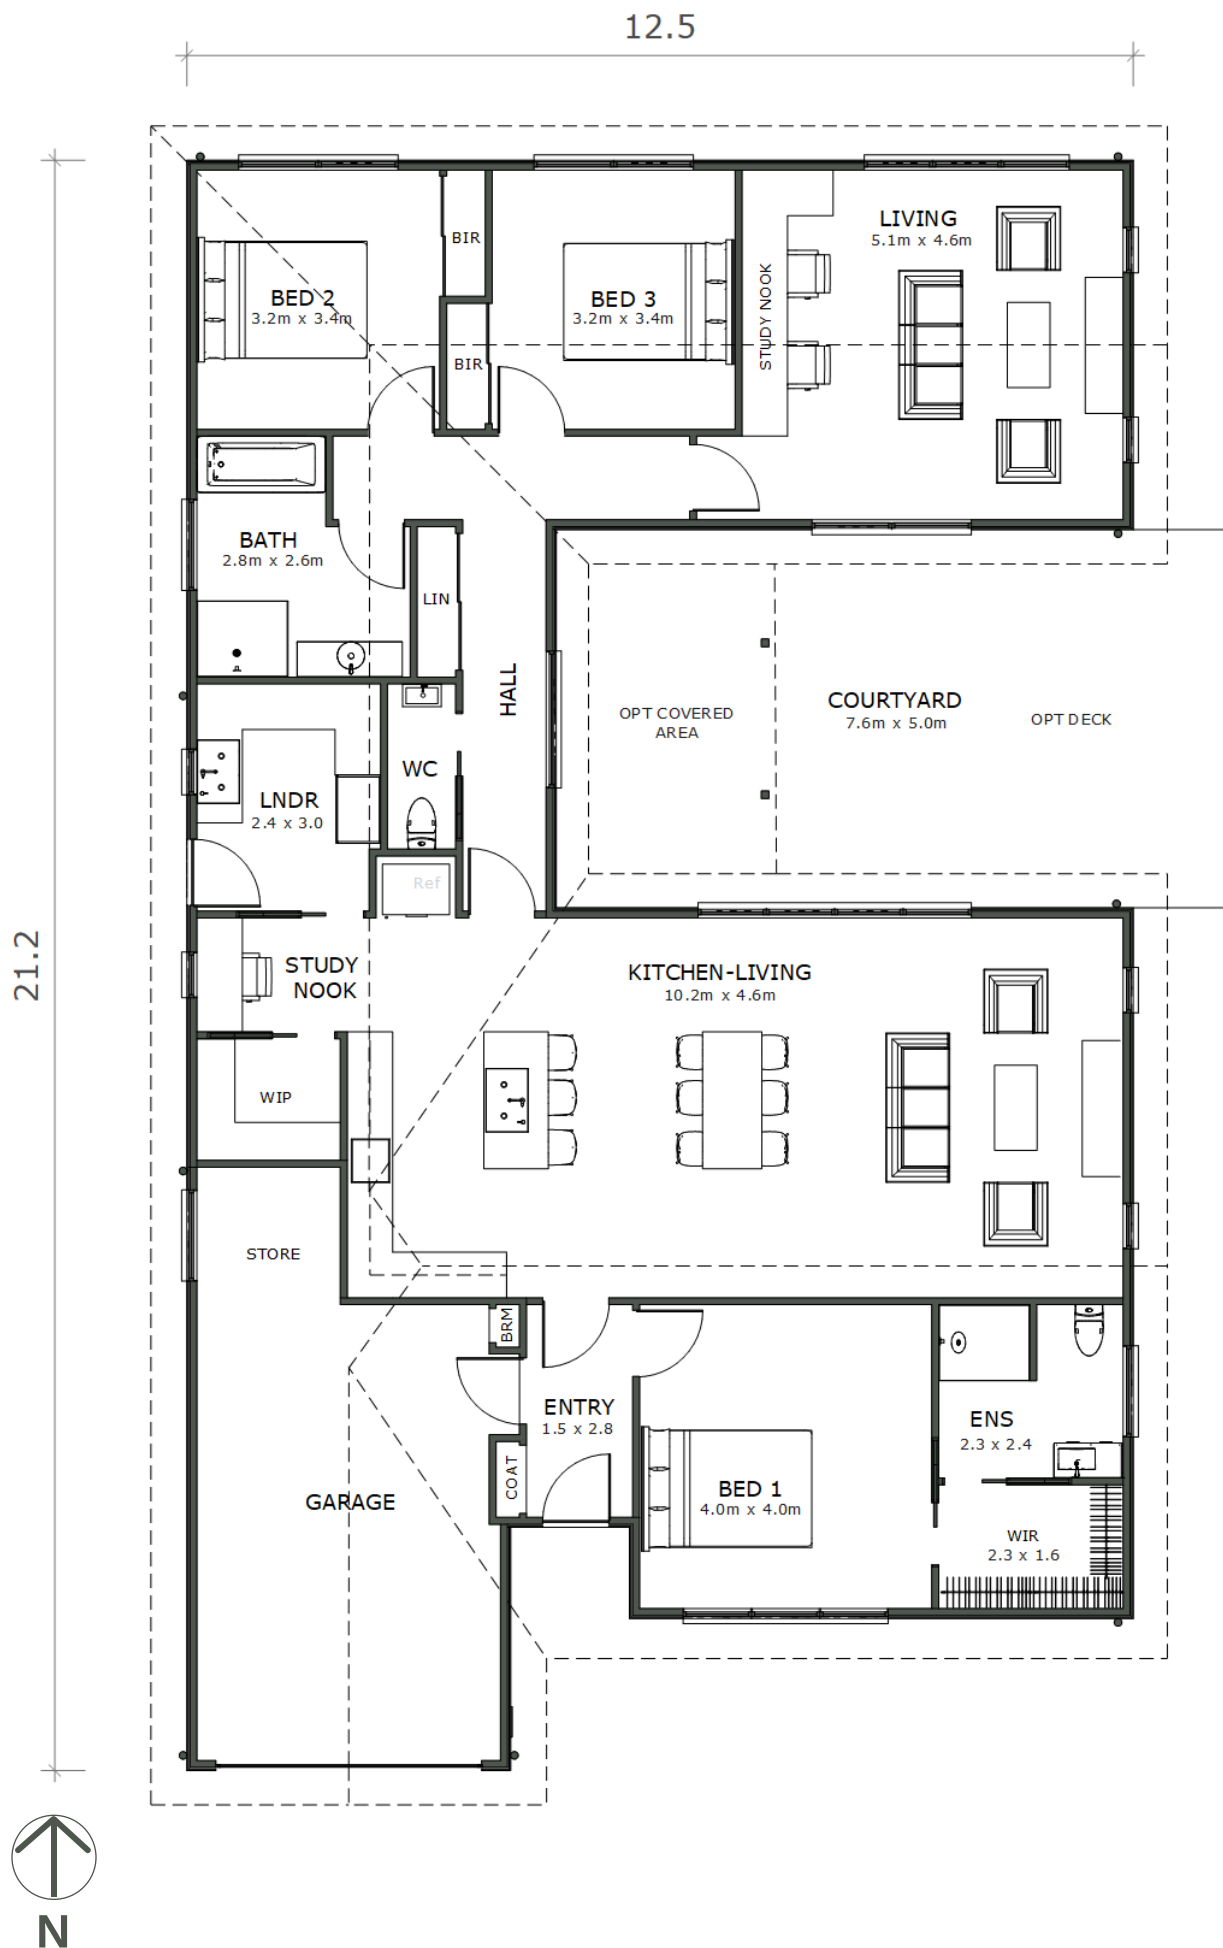 12.5
21.2
LIVING
5.1m x 4.6m
BIR
BED 2
3.2m x 3.4m
BED 3
3.2m x 3.4m
STUDY NOOK
BIR
BATH
2.8m x 2.6m
LIN
HALL
COURTYARD
7.6m x 5.0m
OPT COVERED
AREA
OPT DECK
WC
LNDR
2.4 x 3.0
Ref
STUDY
NOOK
KITCHEN-LIVING
10.2m x 4.6m
WIP
STORE
BRM
ENTRY
1.5 x 2.8
ENS
2.3 x 2.4
COAT
GARAGE
BED 1
4.0m x 4.0m
WIR
2.3 x 1.6
N